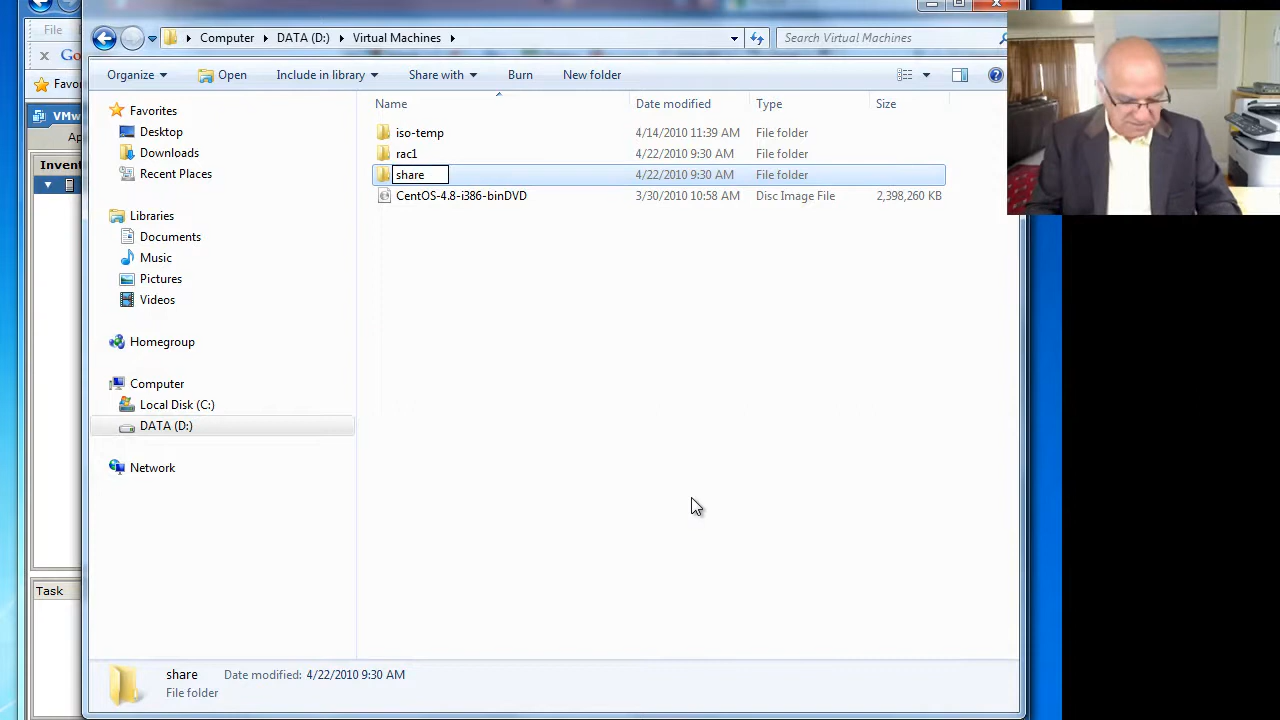 File
Computer
DATA (D:)
Virtual Machines
Search Virtual Machines
Organize
Open
Include in library
Share with
Burn
New folder
Favorites
Desktop
Downloads
Recent Places
Libraries
Documents
Music
Pictures
Videos
Homegroup
Computer
Local Disk (C:)
DATA (D:)
Network
Name Date modified Type Size
iso-temp 4/14/2010 11:39 AM File folder
rac1 4/22/2010 9:30 AM File folder
share 4/22/2010 9:30 AM File folder
CentOS-4.8-i386-binDVD 3/30/2010 10:58 AM Disc Image File 2,398,260 KB
Task
share Date modified: 4/22/2010 9:30 AM
File folder